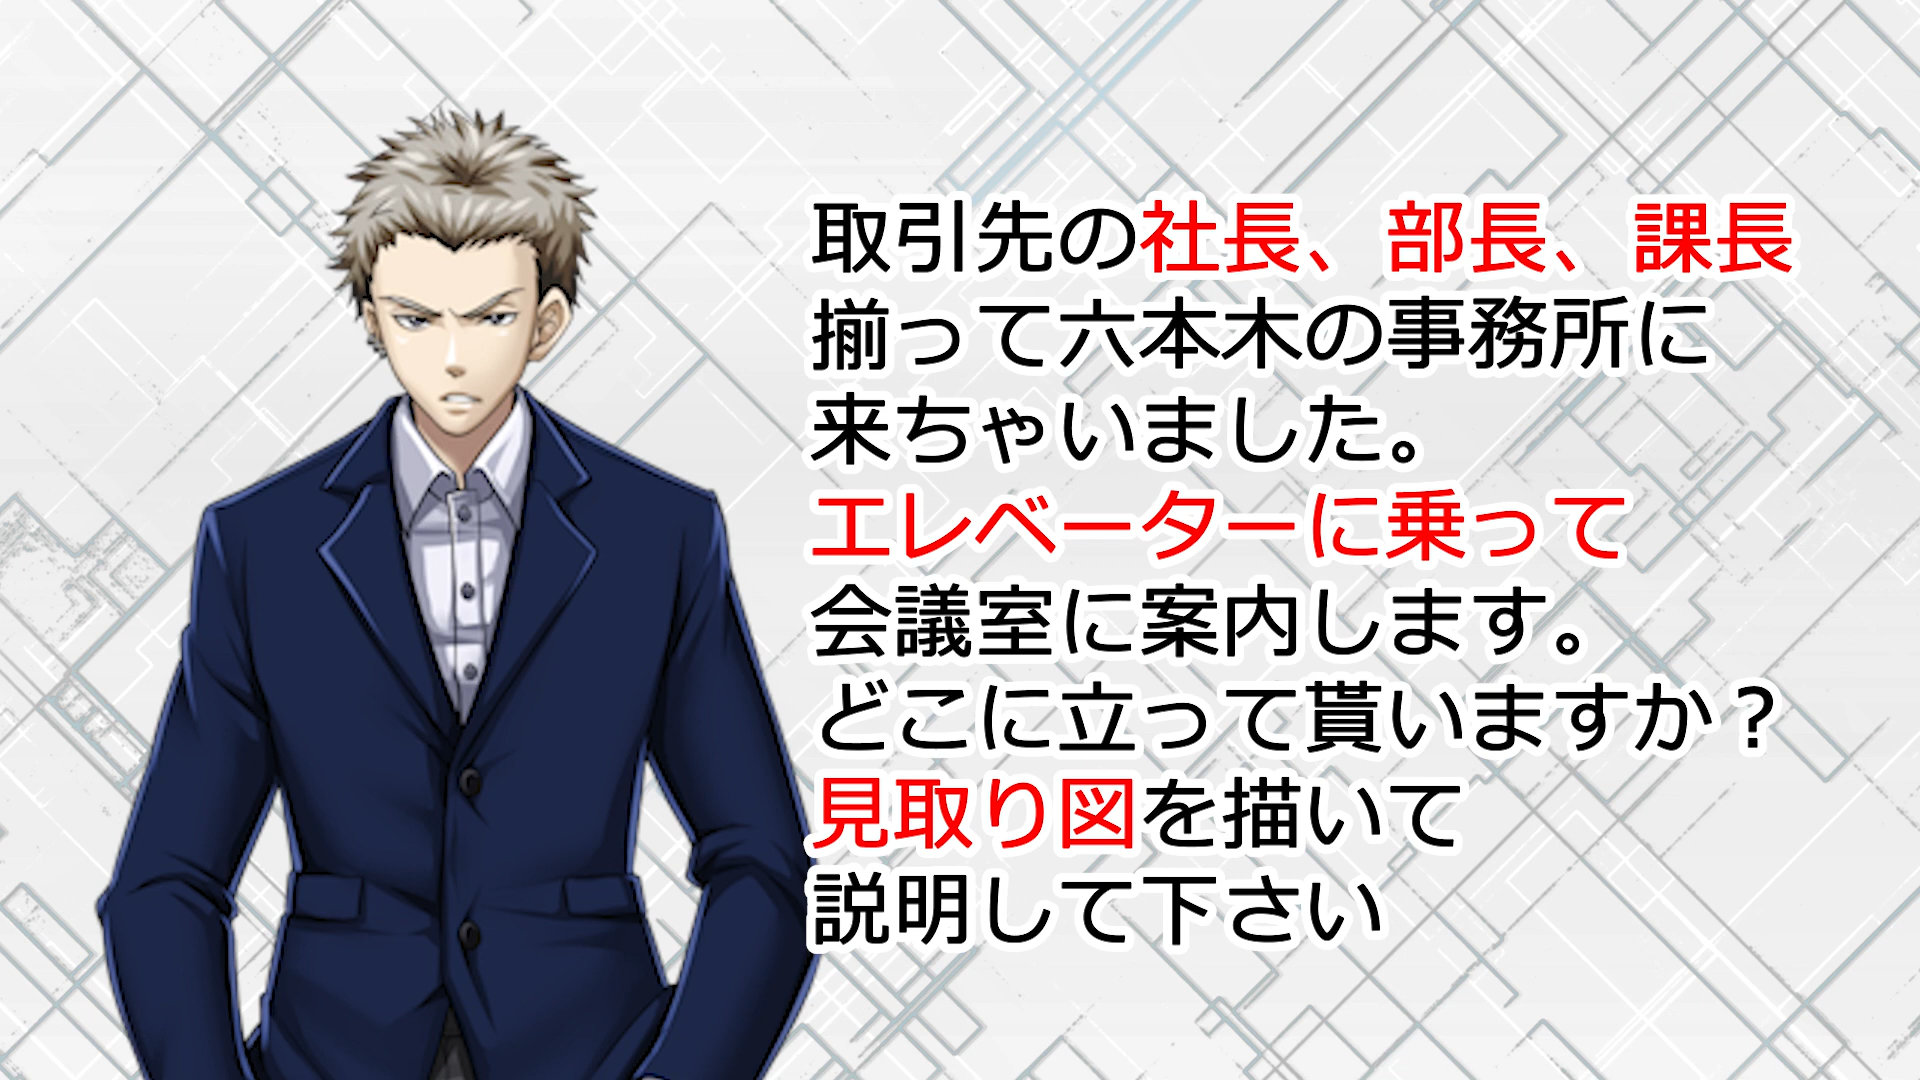 取引先の社長、部長、課長
揃って六本木の事務所に
来ちゃいました。
エレベーターに乗って
会議室に案内します。
どこに立って貰いますか？
見取り図を描いて
説明して下さい